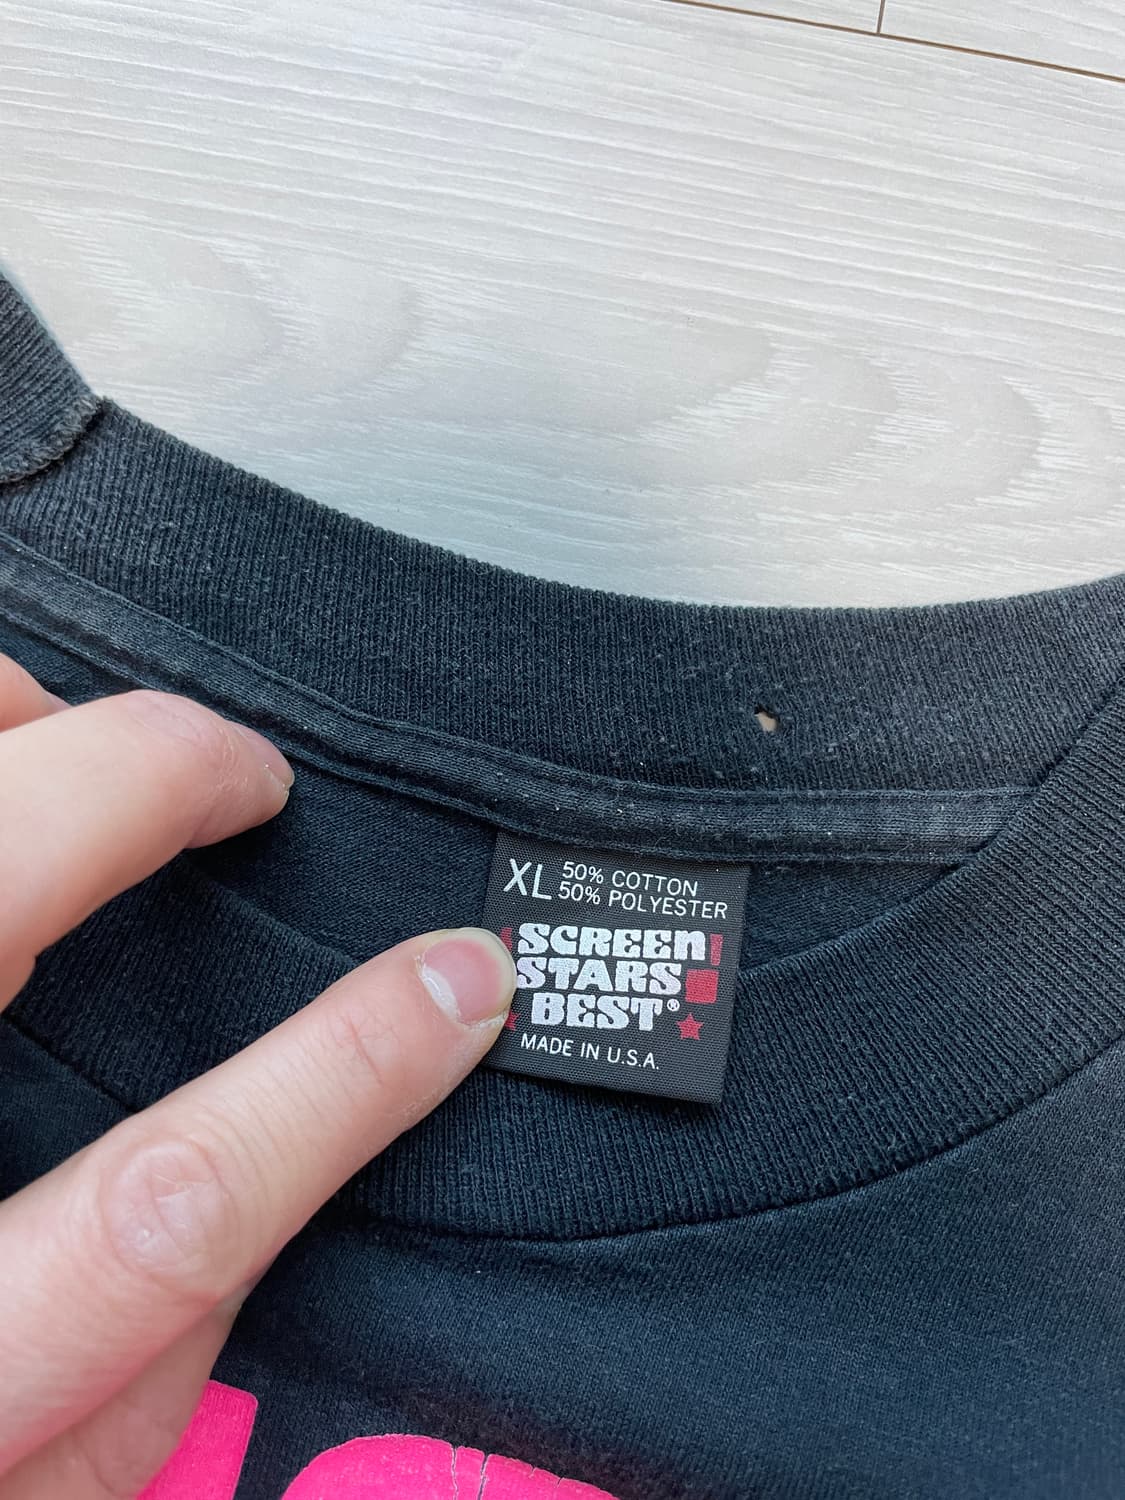 XL 50% COTTON
50% POLYESTER
SCREEN
STARS
BEST®
MADE IN U.S.A.